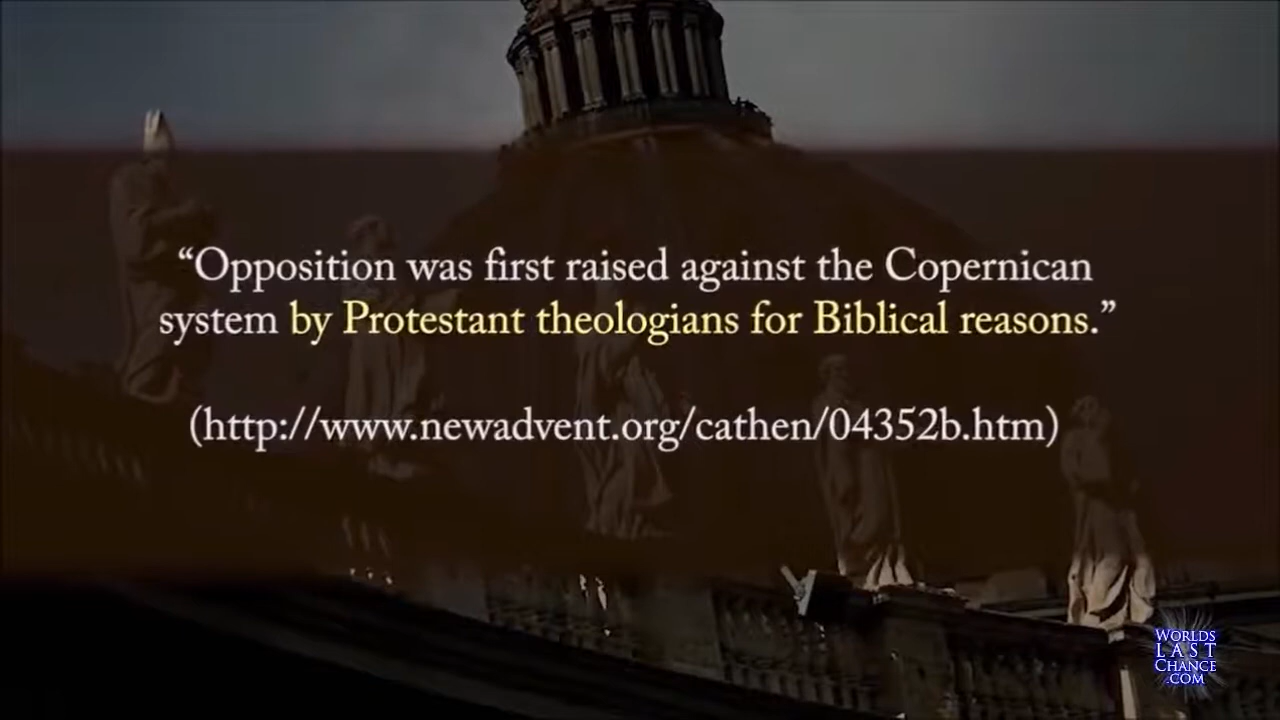 “Opposition was first raised against the Copernican
system by Protestant theologians for Biblical reasons.”
(http://www.newadvent.org/cathen/04352b.htm)
WORLDS
LAST
CHANCE
.COM